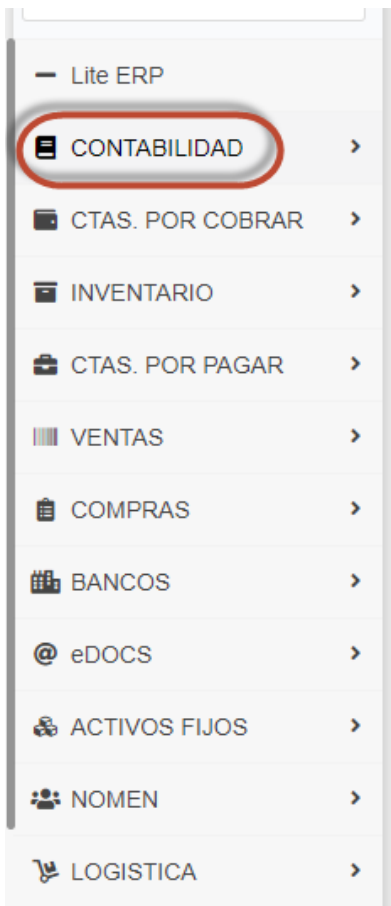 Lite ERP
CONTABILIDAD
CTAS. POR COBRAR
INVENTARIO
CTAS. POR PAGAR
VENTAS
COMPRAS
BANCOS
eDOCS
ACTIVOS FIJOS
NOMEN
LOGISTICA